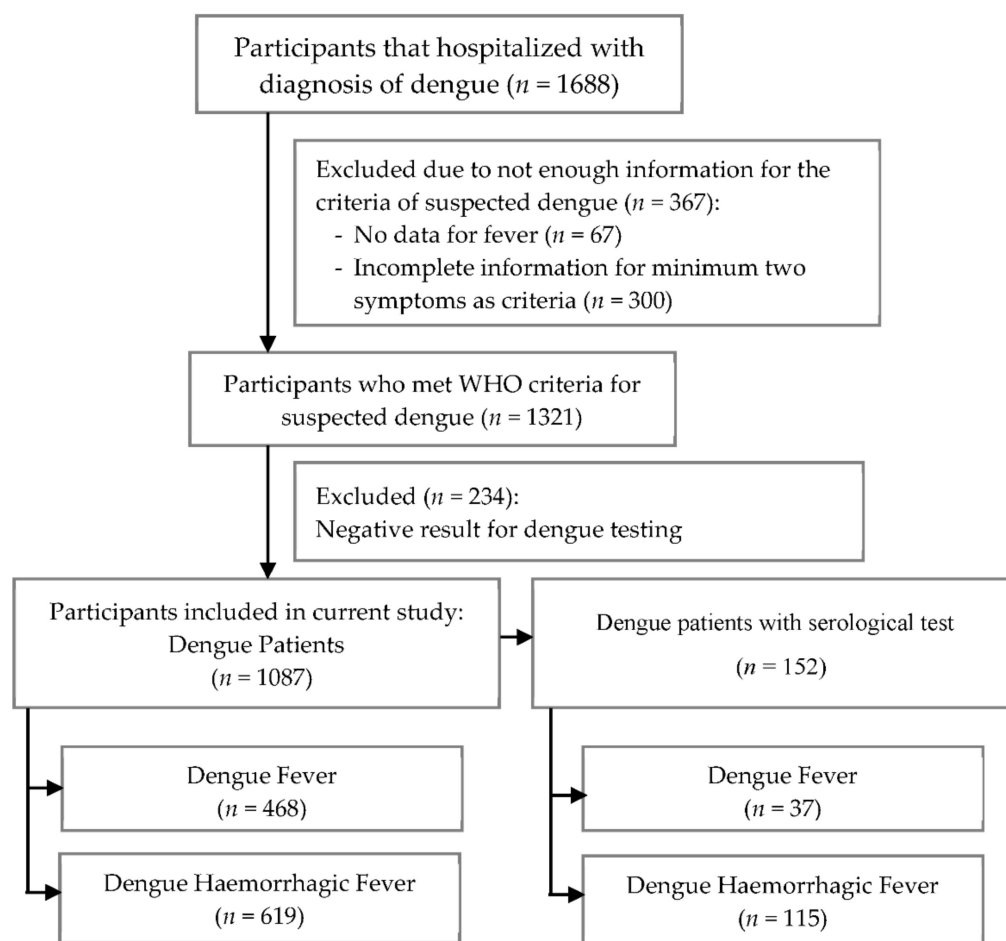 Participants that hospitalized with
diagnosis of dengue (n = 1688)
Excluded due to not enough information for the
criteria of suspected dengue (n = 367):
- No data for fever (n = 67)
- Incomplete information for minimum two
symptoms as criteria (n = 300)
Participants who met WHO criteria for
suspected dengue (n = 1321)
Excluded (n = 234):
Negative result for dengue testing
Participants included in current study:
Dengue Patients
(n = 1087)
Dengue patients with serological test
(n = 152)
Dengue Fever
(n = 468)
Dengue Fever
(n = 37)
Dengue Haemorrhagic Fever
(n = 619)
Dengue Haemorrhagic Fever
(n = 115)